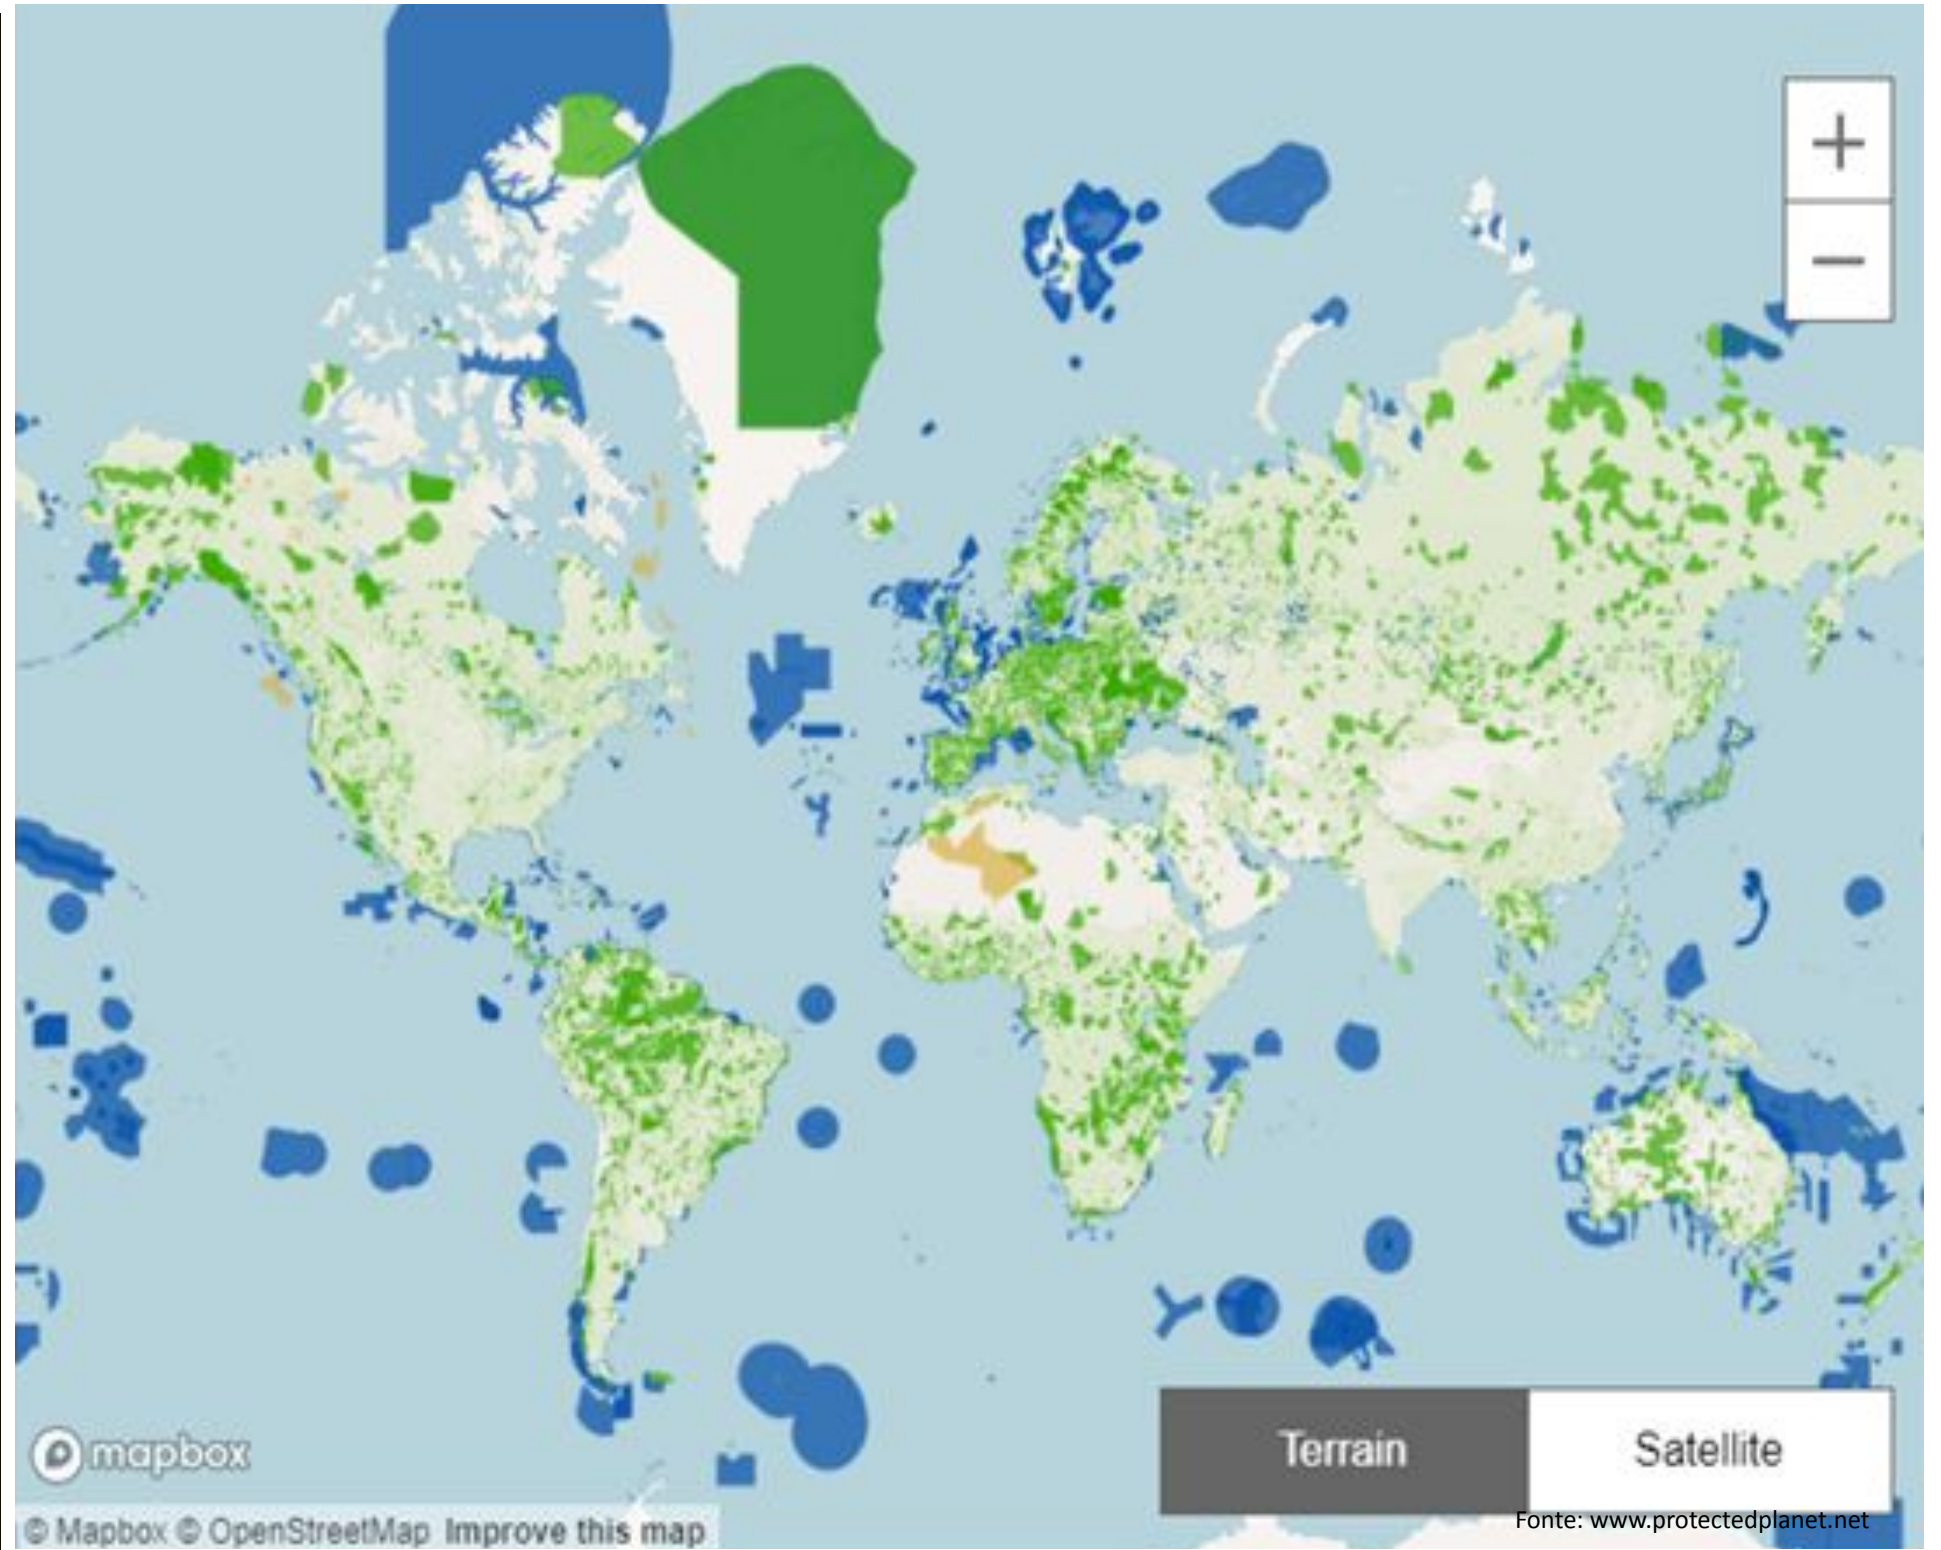 +
−
Terrain
Satellite
mapbox
© Mapbox © OpenStreetMap Improve this map
Fonte: www.protectedplanet.net